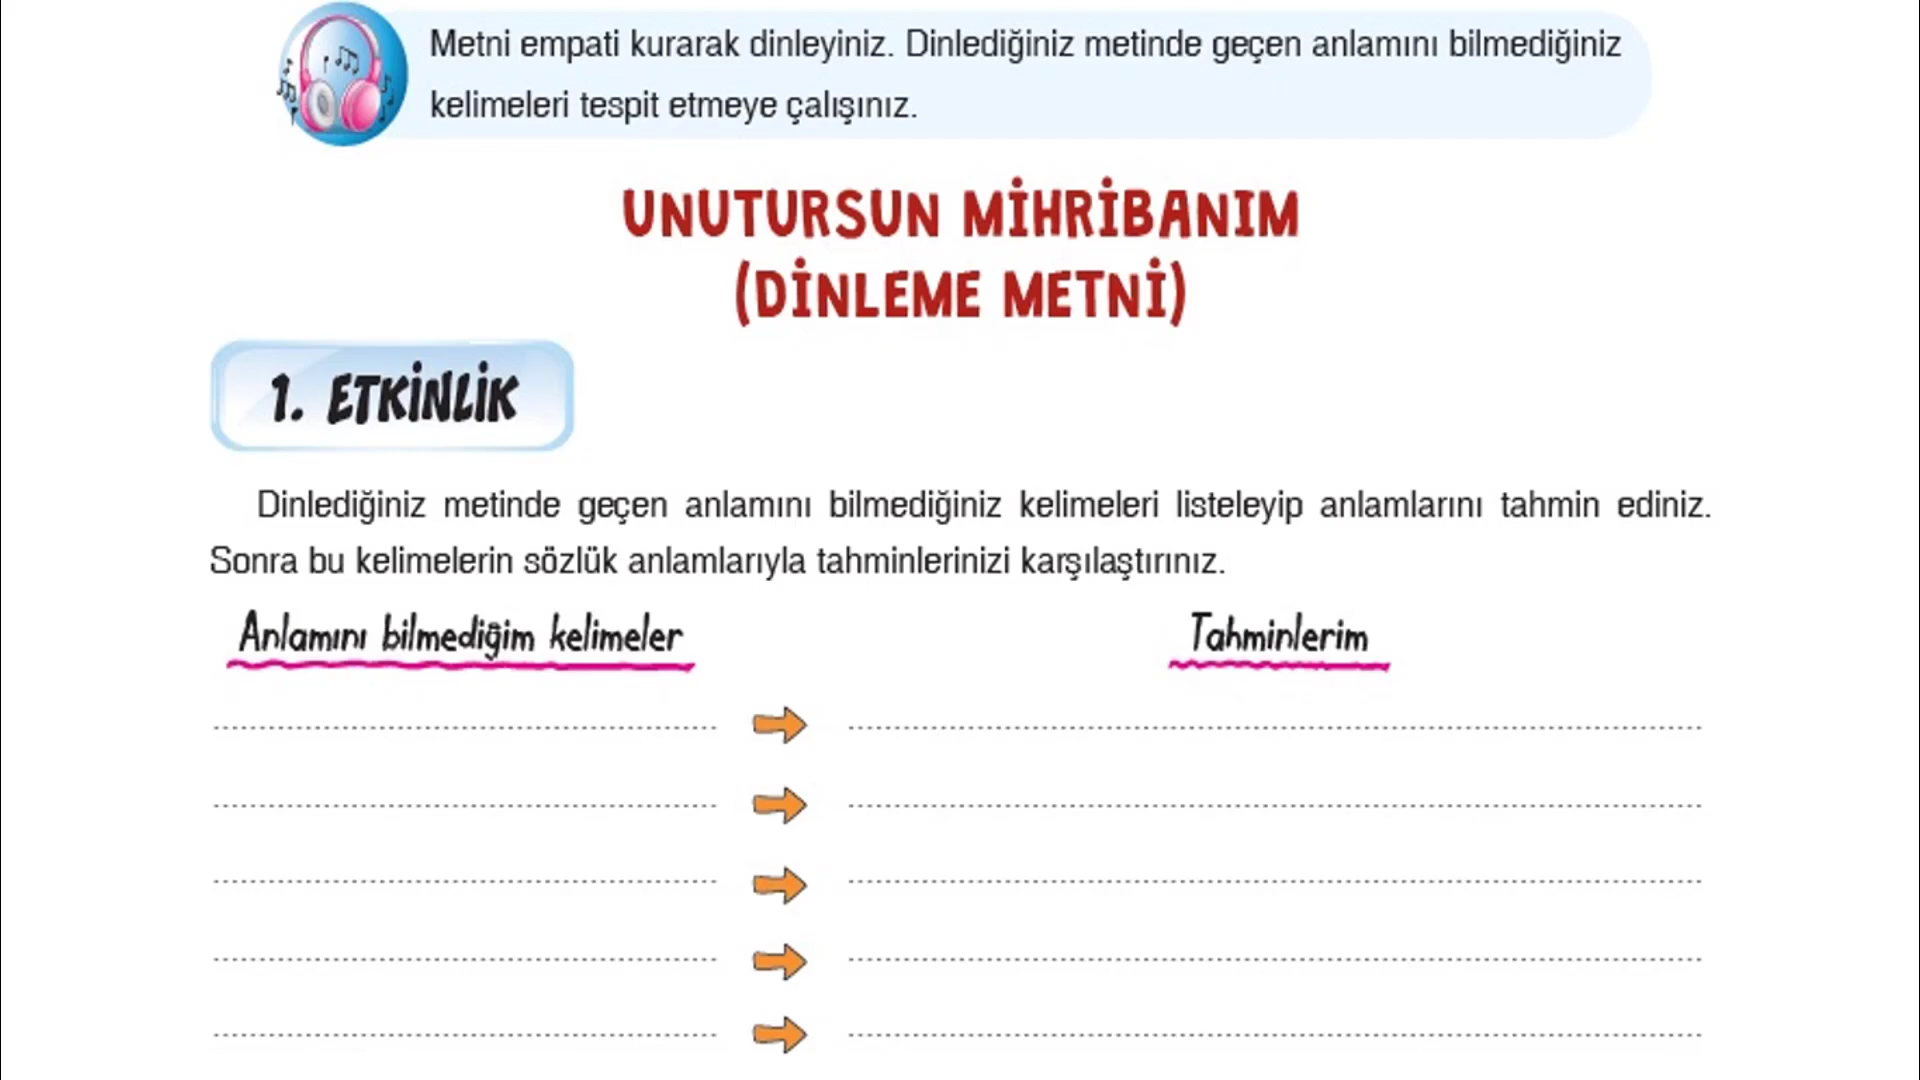 Metni empati kurarak dinleyiniz. Dinlediğiniz metinde geçen anlamını bilmediğiniz
kelimeleri tespit etmeye çalışınız.
UNUTURSUN MİHRİBANIM
(DİNLEME METNİ)
1. ETKİNLİK
Dinlediğiniz metinde geçen anlamını bilmediğiniz kelimeleri listeleyip anlamlarını tahmin ediniz.
Sonra bu kelimelerin sözlük anlamlarıyla tahminlerinizi karşılaştırınız.
Anlamını bilmediğim kelimeler
Tahminlerim